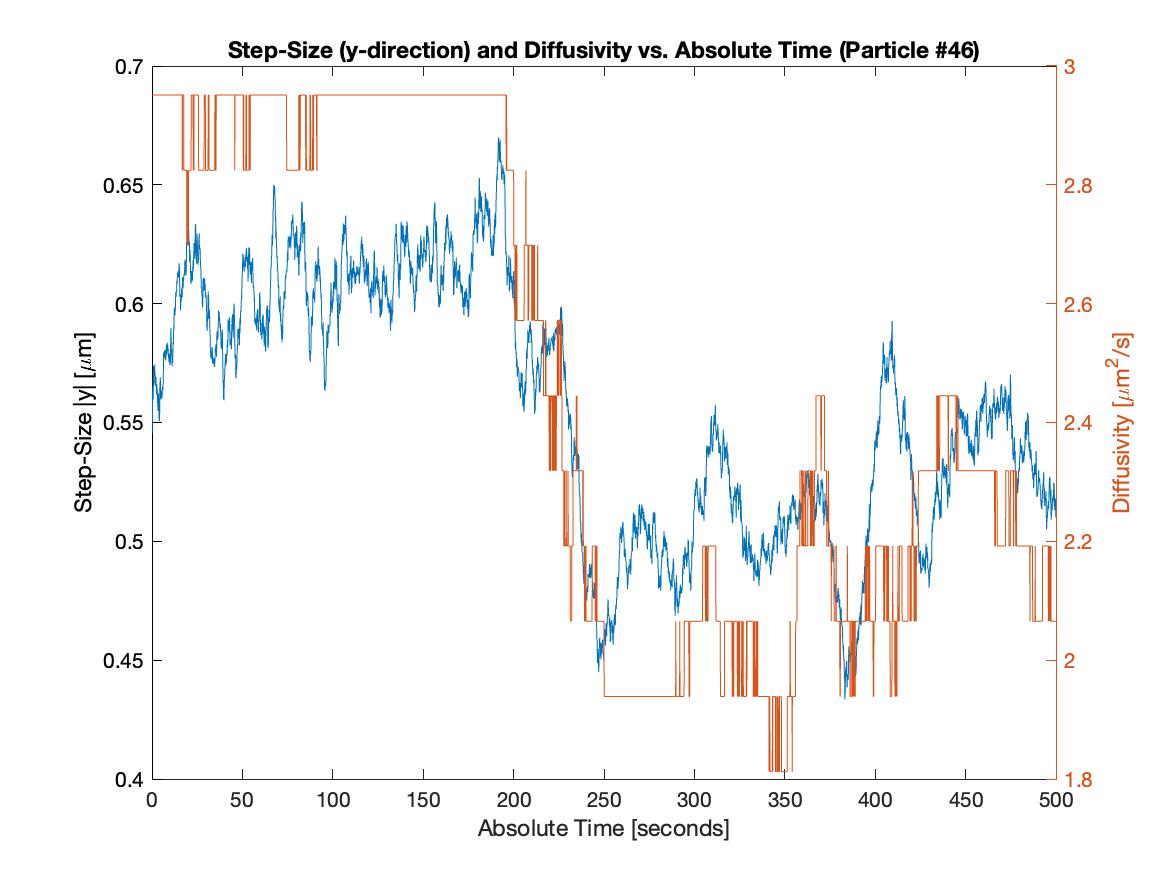 Step-Size (y-direction) and Diffusivity vs. Absolute Time (Particle #46)
0.7
0.65
0.6
0.55
0.5
0.45
0.4
Step-Size |y| [μm]
3
2.8
2.6
2.4
2.2
2
1.8
Diffusivity [μm²/s]
0 50 100 150 200 250 300 350 400 450 500
Absolute Time [seconds]